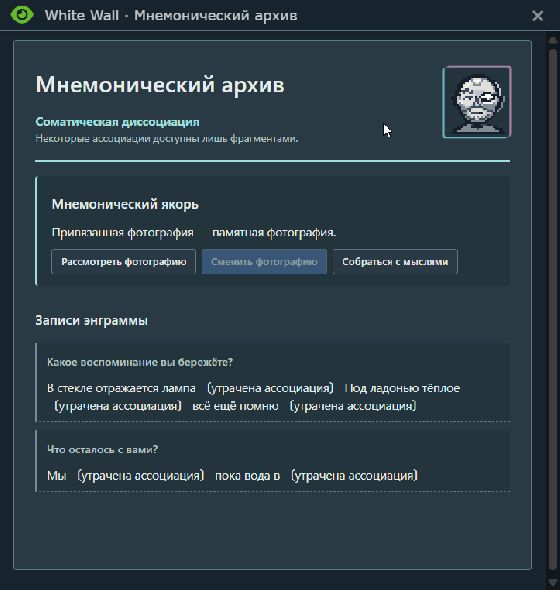 White Wall · Мнемонический архив
Мнемонический архив
Соматическая диссоциация
Некоторые ассоциации доступны лишь фрагментами.
Мнемонический якорь
Привязанная фотография памятная фотография.
Рассмотреть фотографию Сменить фотографию Собраться с мыслями
Записи энграммы
Какое воспоминание вы бережёте?
В стекле отражается лампа (утрачена ассоциация) Под ладонью тёплое
(утрачена ассоциация) всё ещё помню (утрачена ассоциация)
Что осталось с вами?
Мы (утрачена ассоциация) пока вода в (утрачена ассоциация)